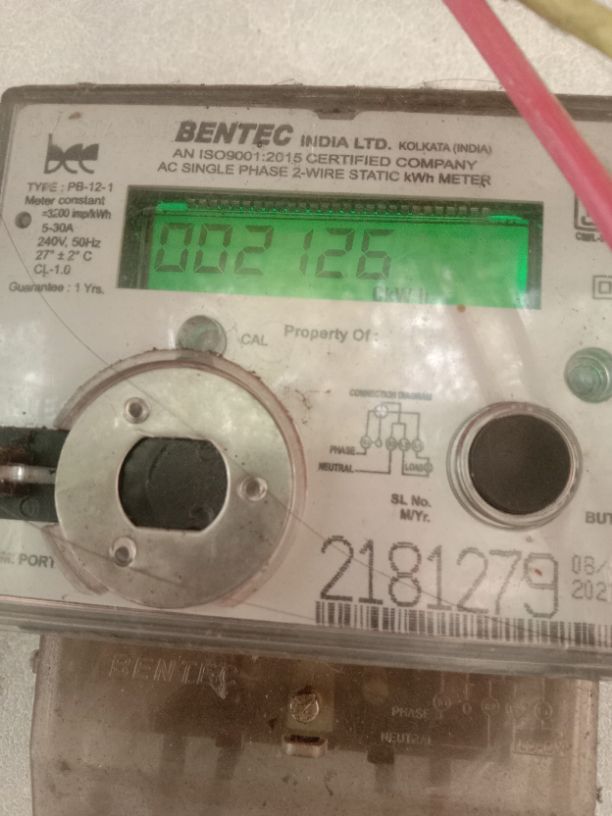 bcc
BENTEC INDIA LTD. KOLKATA (INDIA)
AN ISO9001:2015 CERTIFIED COMPANY
AC SINGLE PHASE 2-WIRE STATIC kWh METER
TYPE : PB-12-1
Meter constant
=3200 imp/kWh
5-30A
240V, 50Hz
27° ± 2° C
CL-1.0
Guarantee : 1 Yrs.
002126
kWh
CAL
Property Of :
CONNECTION DIAGRAM
PHASE
NEUTRAL
LOAD
SL No.
M/Yr.
PORT
2181279
BENTEC
PHASE
NEUTRAL